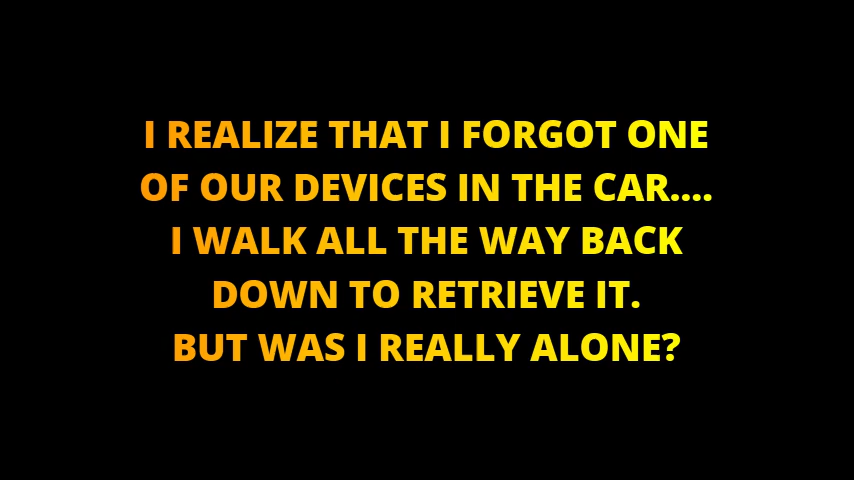 I REALIZE THAT I FORGOT ONE
OF OUR DEVICES IN THE CAR....
I WALK ALL THE WAY BACK
DOWN TO RETRIEVE IT.
BUT WAS I REALLY ALONE?